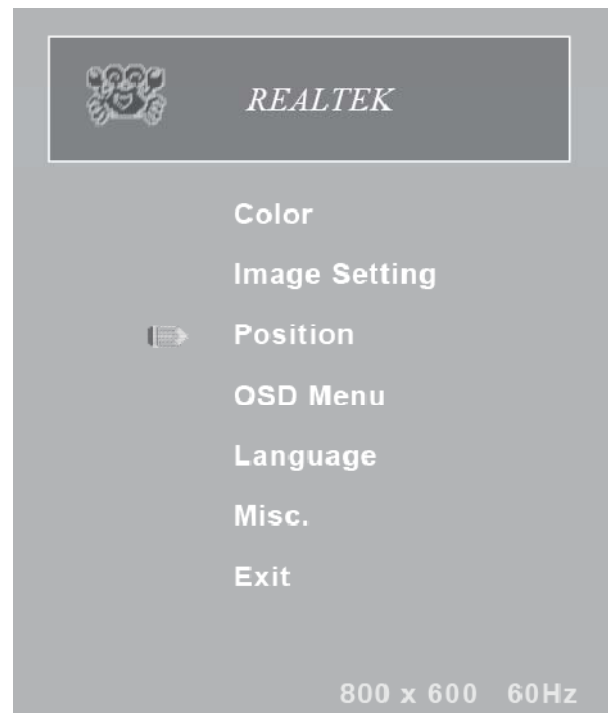 REALTEK
Color
Image Setting
Position
OSD Menu
Language
Misc.
Exit
800 x 600 60Hz